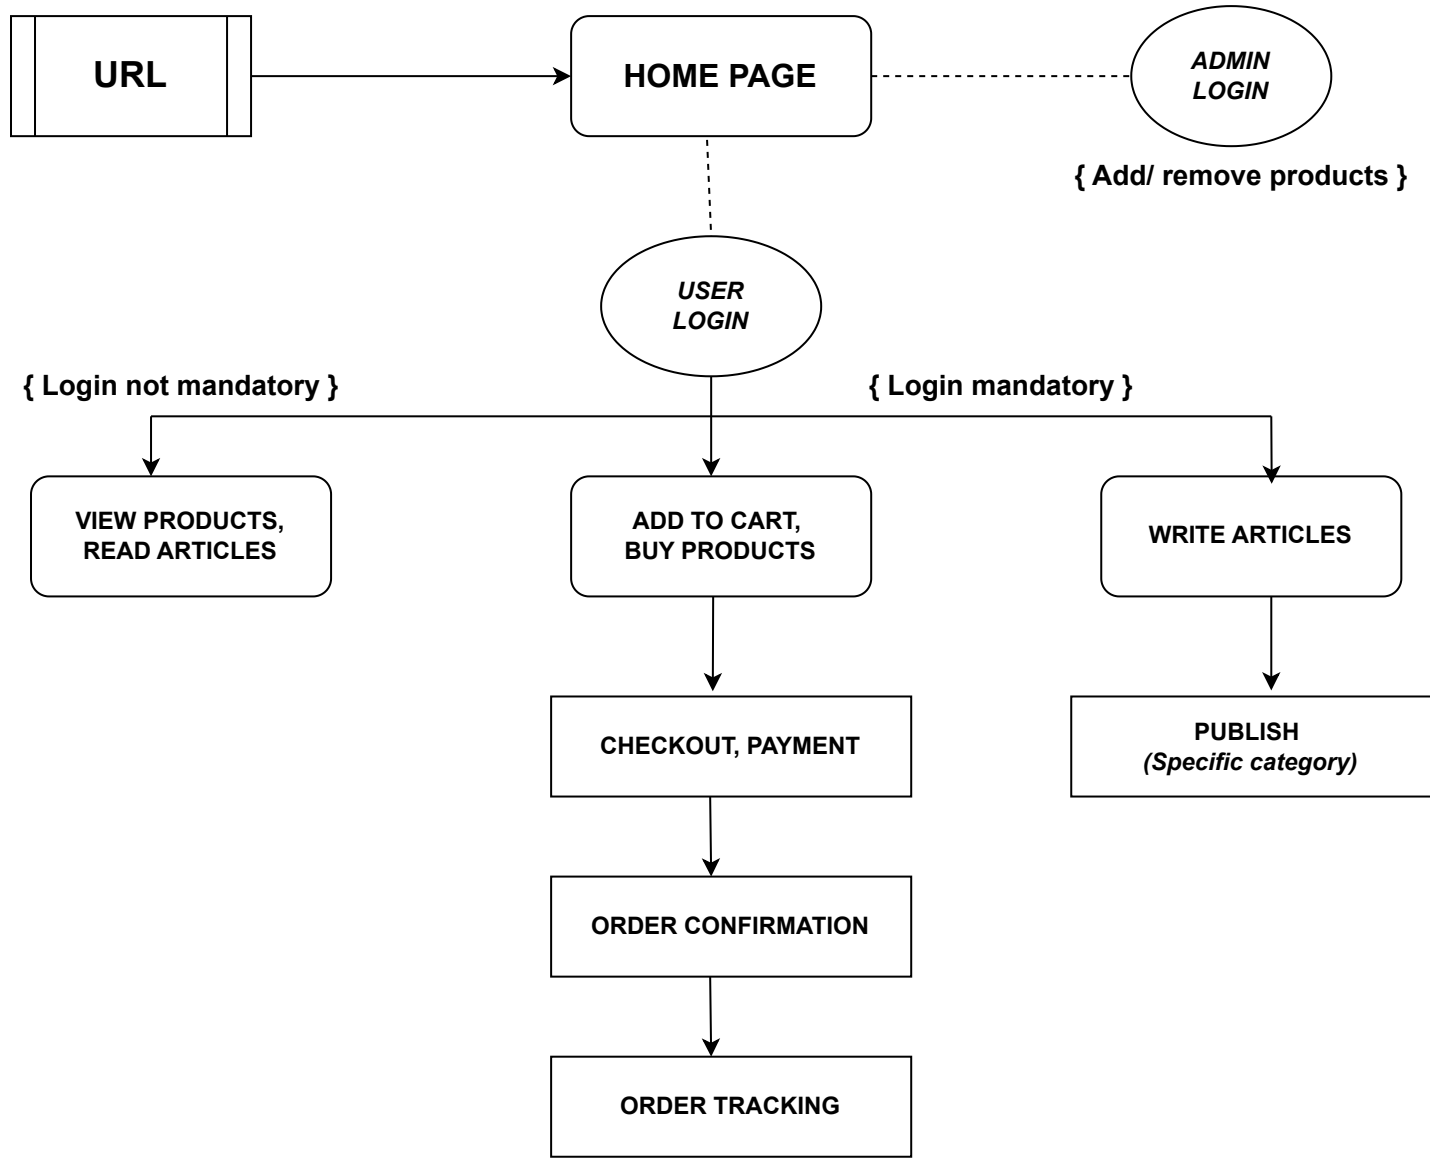 URL
HOME PAGE
ADMIN
LOGIN
{ Add/ remove products }
USER
LOGIN
{ Login not mandatory }
{ Login mandatory }
VIEW PRODUCTS,
READ ARTICLES
ADD TO CART,
BUY PRODUCTS
WRITE ARTICLES
CHECKOUT, PAYMENT
PUBLISH
(Specific category)
ORDER CONFIRMATION
ORDER TRACKING